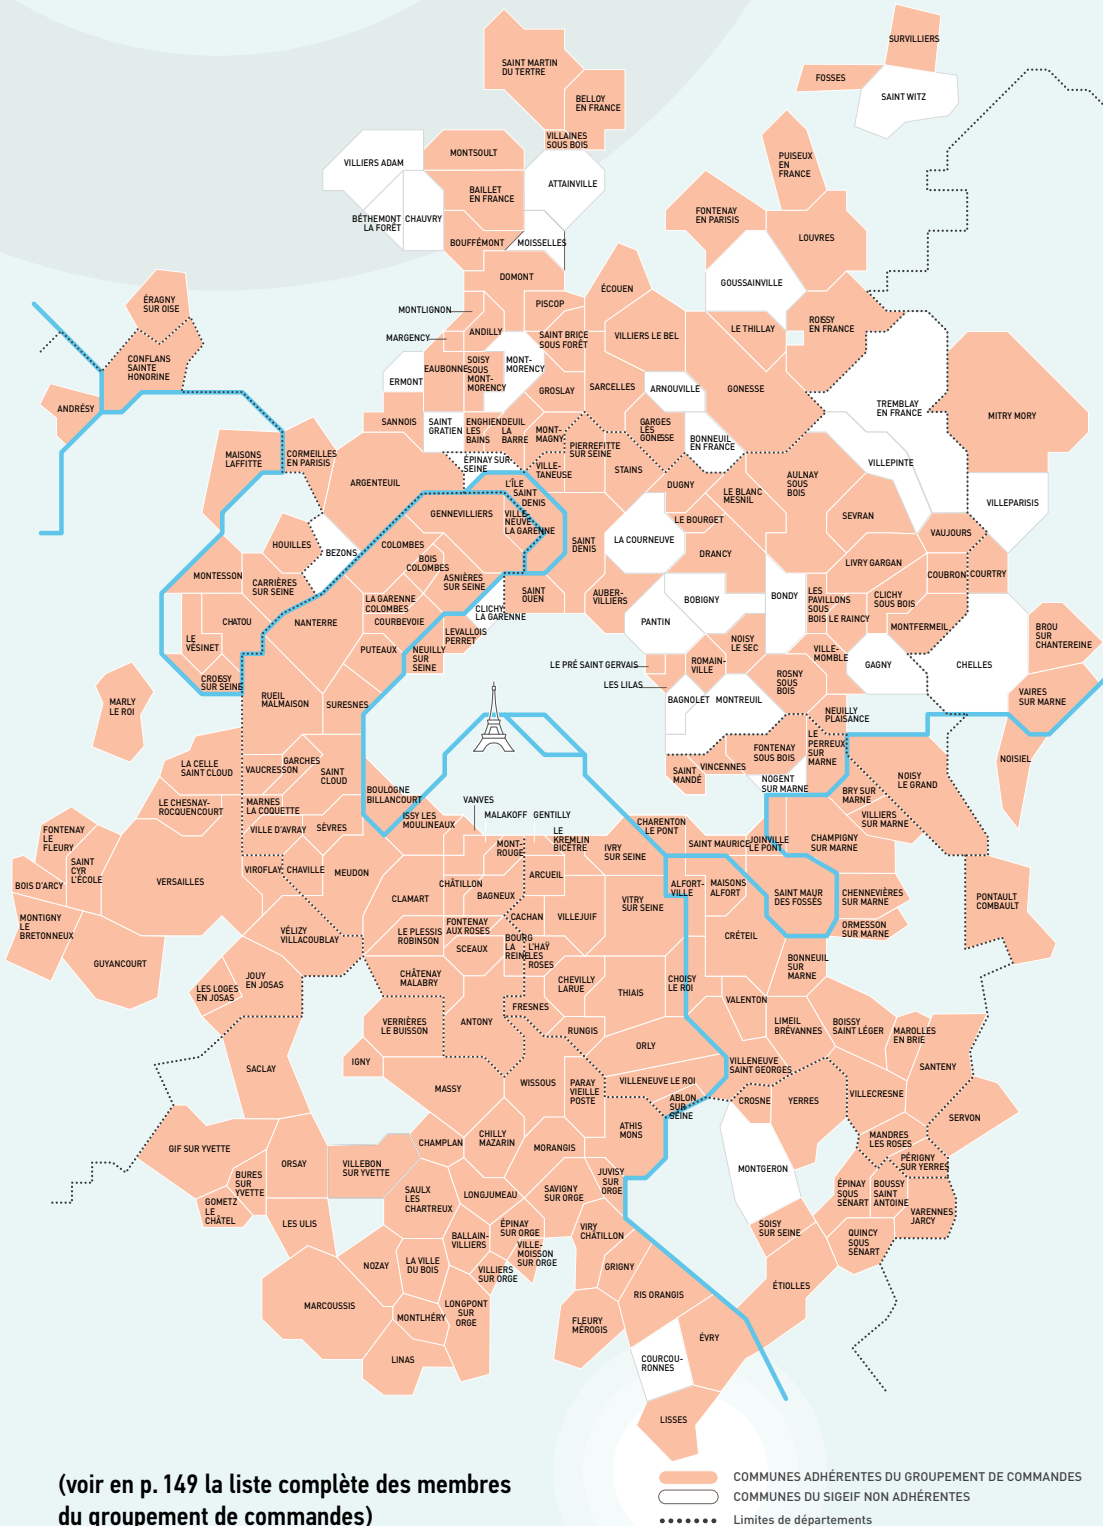 SURVILLIERS
FOSSES
SAINT WITZ
SAINT MARTIN
DU TERTRE
BELLOY
EN FRANCE
VILLAINES
SOUS BOIS
VILLIERS ADAM
MONTSOULT
ATTAINVILLE
PUISEUX
EN
FRANCE
BAILLET
EN FRANCE
BÉTHEMONT
LA FORÊT
CHAUVRY
BOUFFÉMONT
MOISSELLES
FONTENAY
EN PARISIS
LOUVRES
DOMONT
GOUSSAINVILLE
ÉCOUEN
ÉRAGNY
SUR OISE
MONTLIGNON
PISCOP
ANDILLY
MARGENCY
SAINT BRICE
SOUS FORÊT
VILLIERS LE BEL
LE THILLAY
ROISSY
EN FRANCE
CONFLANS
SAINTE
HONORINE
EAUBONNE
SOISY
SOUS
MONT-
MORENCY
MONT-
MORENCY
ERMONT
GROSLAY
SARCELLES
ARNOUVILLE
GONESSE
TREMBLAY
EN FRANCE
MITRY MORY
ANDRÉSY
SANNOIS
SAINT
GRATIEN
ENGHIEN
LES
BAINS
DEUIL
LA
BARRE
MONT-
MAGNY
GARGES
LÈS
GONESSE
BONNEUIL
EN FRANCE
PIERREFITTE
SUR SEINE
MAISONS
LAFFITTE
CORMEILLES
EN PARISIS
ARGENTEUIL
ÉPINAY SUR
SEINE
VILLE-
TANEUSE
STAINS
VILLEPINTE
DUGNY
AULNAY
SOUS
BOIS
LE BLANC
MESNIL
VILLEPARISIS
L'ÎLE
SAINT
DENIS
GENNEVILLIERS
VILLE-
NEUVE
LA GARENNE
LE BOURGET
SEVRAN
VAUJOURS
HOUILLES
BEZONS
COLOMBES
SAINT
DENIS
LA COURNEUVE
DRANCY
BOIS
COLOMBES
LIVRY GARGAN
COUBRON
COURTRY
MONTESSON
CARRIÈRES
SUR SEINE
ASNIÈRES
SUR SEINE
SAINT
OUEN
AUBER-
VILLIERS
BOBIGNY
BONDY
LES
PAVILLONS
SOUS
BOIS
CLICHY
SOUS BOIS
LA GARENNE
COLOMBES
CLICHY
LA GARENNE
CHATOU
NANTERRE
COURBEVOIE
PANTIN
LE RAINCY
MONTFERMEIL
BROU
SUR
CHANTEREINE
LEVALLOIS
PERRET
NOISY
LE SEC
LE
VÉSINET
PUTEAUX
NEUILLY
SUR
SEINE
LE PRÉ SAINT GERVAIS
ROMAIN-
VILLE
VILLE-
MOMBLE
GAGNY
CHELLES
CROISSY
SUR SEINE
LES LILAS
ROSNY
SOUS
BOIS
VAIRES
SUR MARNE
MARLY
LE ROI
RUEIL
MALMAISON
SURESNES
BAGNOLET
MONTREUIL
NEUILLY
PLAISANCE
LE
PERREUX
SUR
MARNE
FONTENAY
SOUS BOIS
NOISIEL
LA CELLE
SAINT CLOUD
VAUCRESSON
GARCHES
SAINT
CLOUD
SAINT
MANDÉ
VINCENNES
NOGENT
SUR MARNE
NOISY
LE GRAND
BOULOGNE
BILLANCOURT
BRY SUR
MARNE
LE CHESNAY-
ROCQUENCOURT
MARNES
LA COQUETTE
VANVES
MALAKOFF
GENTILLY
ISSY LES
MOULINEAUX
VILLIERS
SUR MARNE
FONTENAY
LE
FLEURY
VILLE D'AVRAY
SÈVRES
LE
KREMLIN
BICÊTRE
CHARENTON
LE PONT
SAINT MAURICE
JOINVILLE
LE PONT
CHAMPIGNY
SUR MARNE
MONT-
ROUGE
IVRY
SUR SEINE
SAINT
CYR
L'ÉCOLE
BOIS D'ARCY
VERSAILLES
VIROFLAY
CHAVILLE
MEUDON
ARCUEIL
CHÂTILLON
ALFORT-
VILLE
MAISONS
ALFORT
SAINT MAUR
DES FOSSÉS
CHENNEVIÈRES
SUR MARNE
PONTAULT
COMBAULT
CLAMART
BAGNEUX
VITRY
SUR SEINE
MONTIGNY
LE
BRETONNEUX
CACHAN
VILLEJUIF
FONTENAY
AUX ROSES
ORMESSON
SUR MARNE
VÉLIZY
VILLACOUBLAY
LE PLESSIS
ROBINSON
SCEAUX
BOURG
LA
REINE
L'HAŸ
LES
ROSES
CRÉTEIL
GUYANCOURT
BONNEUIL
SUR
MARNE
JOUY
EN JOSAS
LES LOGES
EN JOSAS
CHÂTENAY
MALABRY
CHEVILLY
LARUE
THIAIS
CHOISY
LE ROI
VALENTON
FRESNES
VERRIÈRES
LE BUISSON
ANTONY
RUNGIS
LIMEIL
BRÉVANNES
BOISSY
SAINT LÉGER
MAROLLES
EN BRIE
ORLY
IGNY
SACLAY
VILLENEUVE
SAINT GEORGES
SANTENY
MASSY
WISSOUS
PARAY
VIEILLE
POSTE
VILLENEUVE LE ROI
VILLECRESNE
ABLON
SUR
SEINE
CROSNE
YERRES
SERVON
ATHIS
MONS
MANDRES
LES ROSES
GIF SUR YVETTE
CHAMPLAN
CHILLY
MAZARIN
MORANGIS
PÉRIGNY
SUR YERRES
ORSAY
VILLEBON
SUR YVETTE
MONTGERON
JUVISY
SUR
ORGE
BURES
SUR
YVETTE
SAULX
LES
CHARTREUX
LONGJUMEAU
SAVIGNY
SUR ORGE
ÉPINAY
SOUS
SÉNART
BOUSSY
SAINT
ANTOINE
GOMETZ
LE
CHÂTEL
VARENNES
JARCY
LES ULIS
BALLAIN-
VILLIERS
ÉPINAY
SUR ORGE
VIRY
CHÂTILLON
SOISY
SUR SEINE
QUINCY
SOUS
SÉNART
VILLE-
MOISSON
SUR ORGE
NOZAY
LA VILLE
DU BOIS
VILLIERS
SUR ORGE
GRIGNY
ÉTIOLLES
MARCOUSSIS
RIS ORANGIS
LONGPONT
SUR
ORGE
MONTLHÉRY
FLEURY
MÉROGIS
ÉVRY
LINAS
COURCOU-
RONNES
LISSES
(voir en p. 149 la liste complète des membres
du groupement de commandes)
COMMUNES ADHÉRENTES DU GROUPEMENT DE COMMANDES
COMMUNES DU SIGEIF NON ADHÉRENTES
Limites de départements